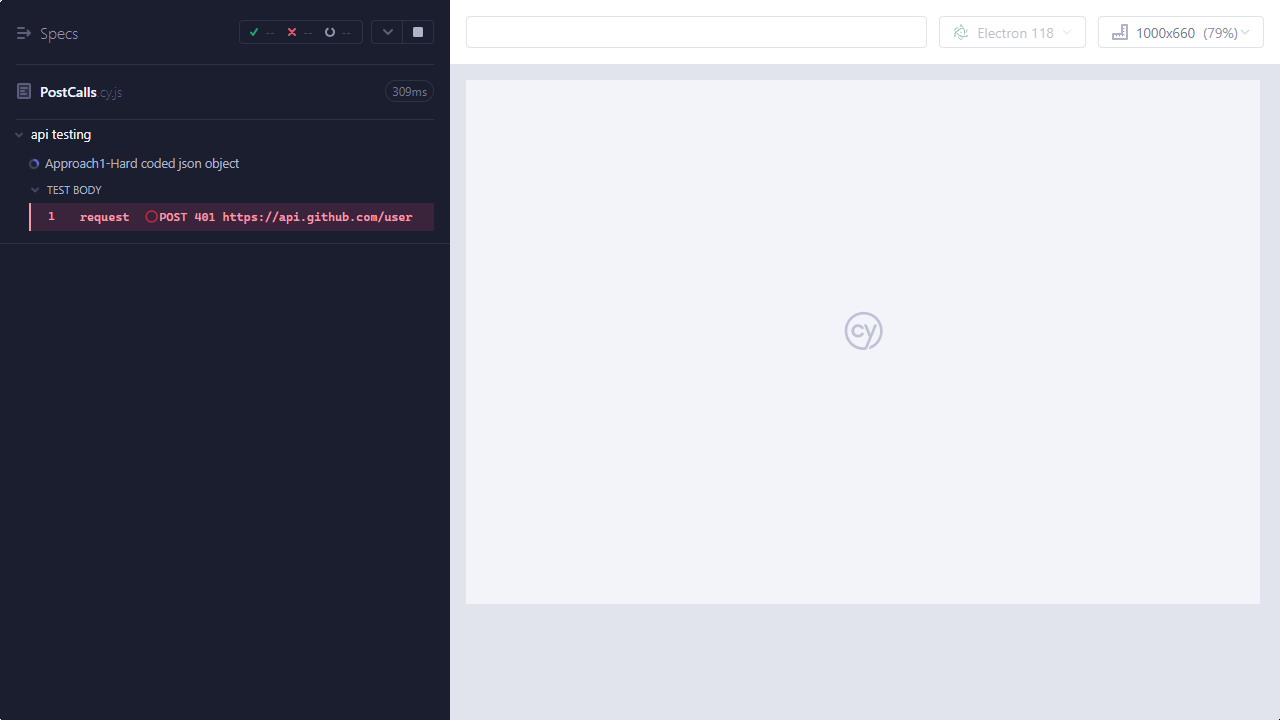 Specs
-- -- --
PostCalls.cy.js
309ms
api testing
Approach1-Hard coded json object
TEST BODY
1 request POST 401 https://api.github.com/user
Electron 118
1000x660 (79%)
cy